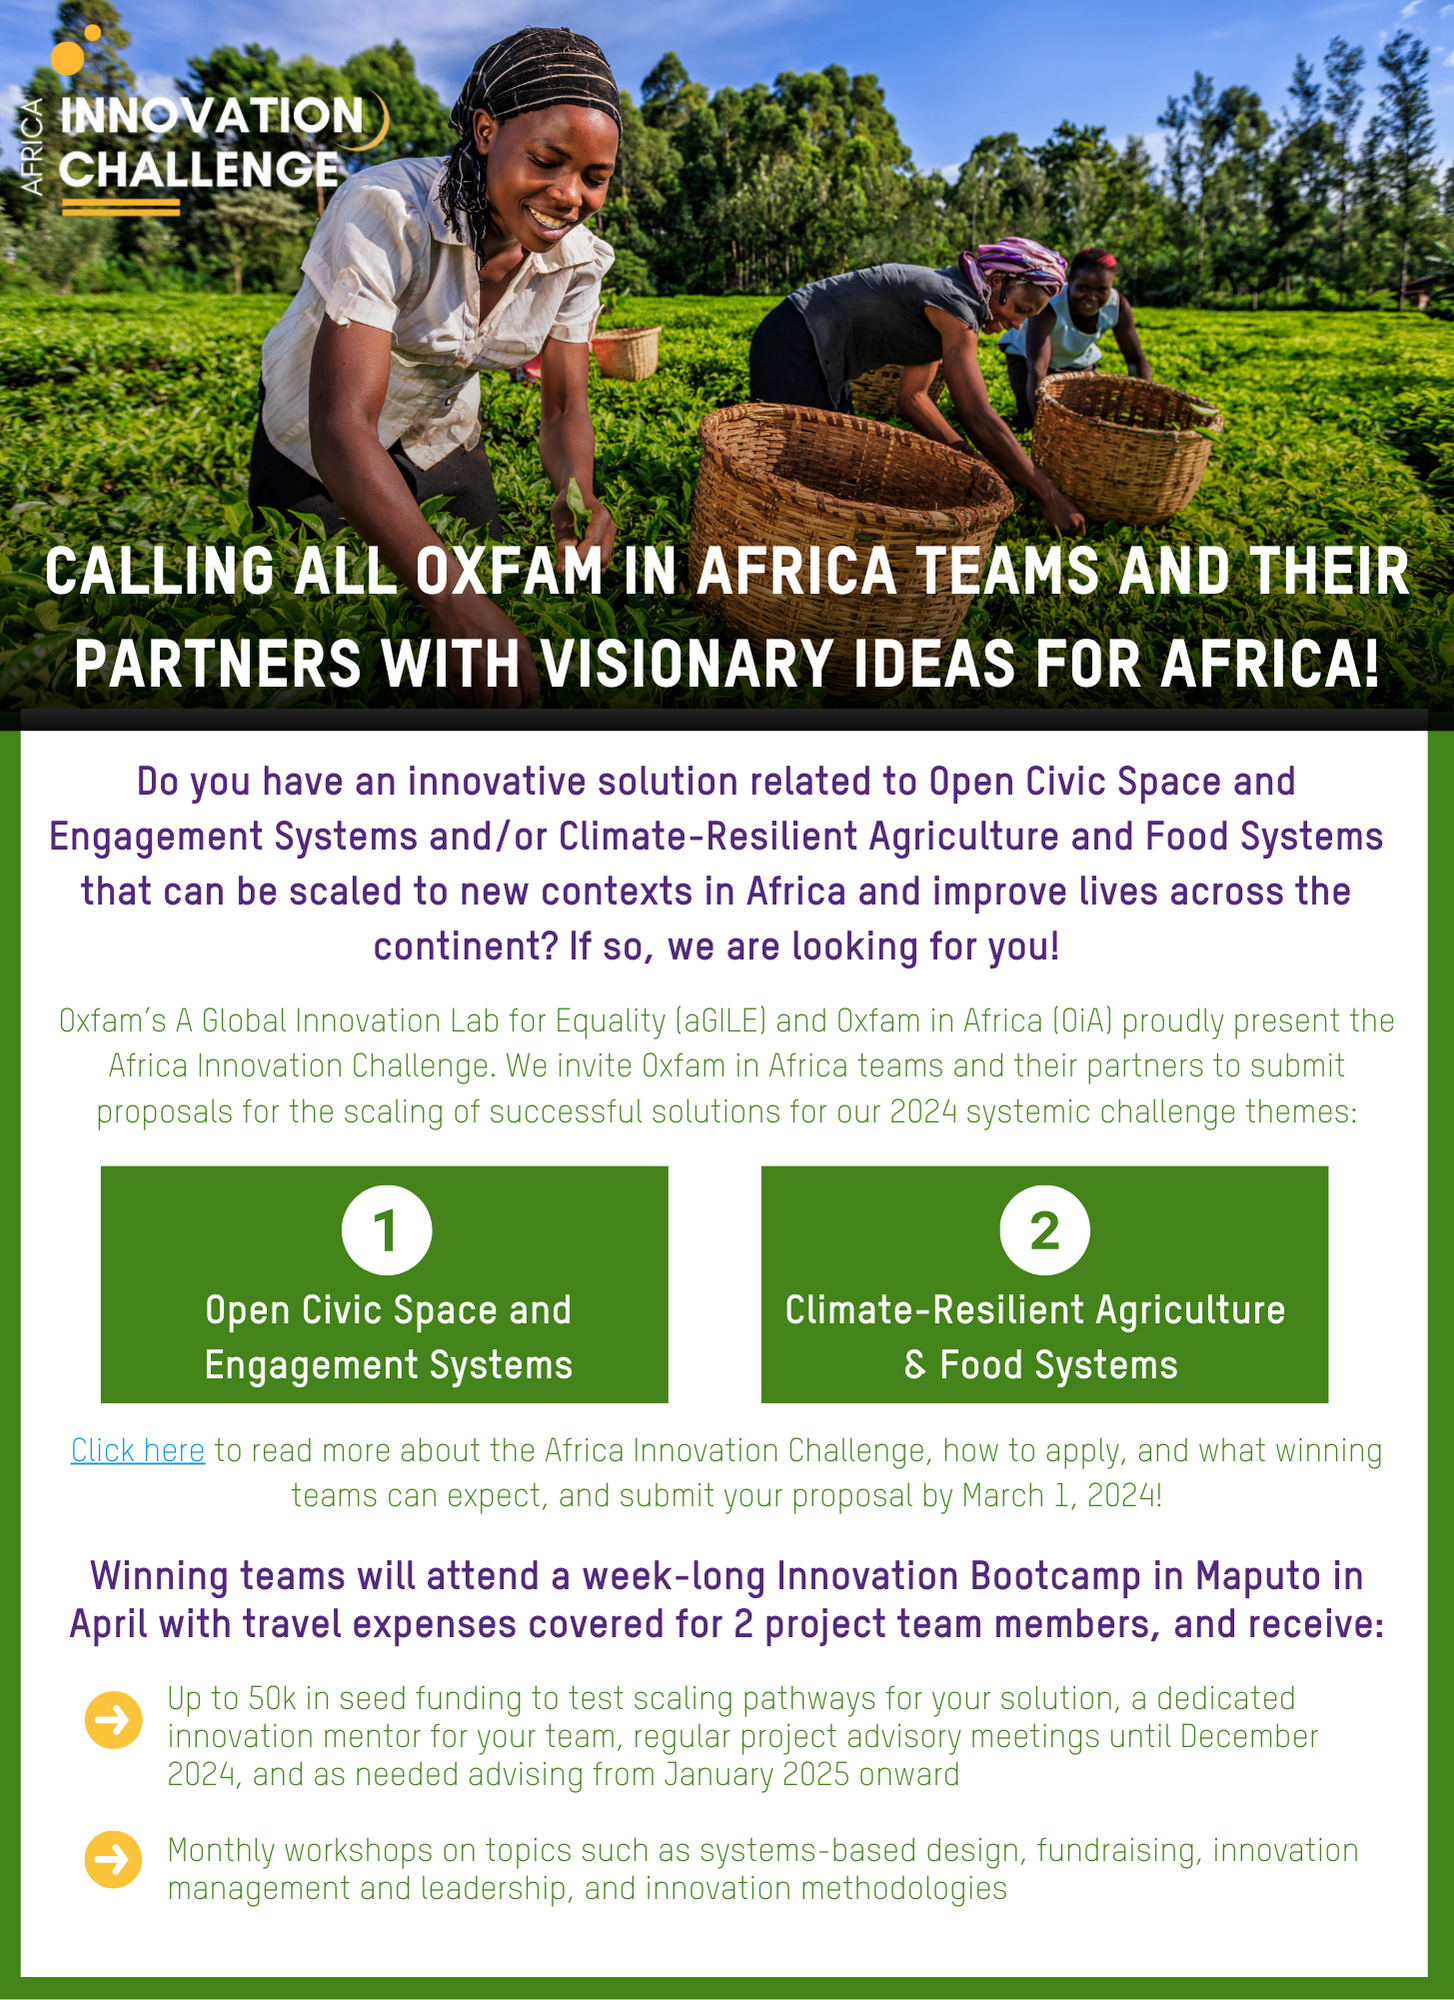 AFRICA
INNOVATION
CHALLENGE
CALLING ALL OXFAM IN AFRICA TEAMS AND THEIR
PARTNERS WITH VISIONARY IDEAS FOR AFRICA!
Do you have an innovative solution related to Open Civic Space and
Engagement Systems and/or Climate-Resilient Agriculture and Food Systems
that can be scaled to new contexts in Africa and improve lives across the
continent? If so, we are looking for you!
Oxfam's A Global Innovation Lab for Equality (aGILE) and Oxfam in Africa (OiA) proudly present the
Africa Innovation Challenge. We invite Oxfam in Africa teams and their partners to submit
proposals for the scaling of successful solutions for our 2024 systemic challenge themes:
1
Open Civic Space and
Engagement Systems
2
Climate-Resilient Agriculture
& Food Systems
Click here to read more about the Africa Innovation Challenge, how to apply, and what winning
teams can expect, and submit your proposal by March 1, 2024!
Winning teams will attend a week-long Innovation Bootcamp in Maputo in
April with travel expenses covered for 2 project team members, and receive:
Up to 50k in seed funding to test scaling pathways for your solution, a dedicated
innovation mentor for your team, regular project advisory meetings until December
2024, and as needed advising from January 2025 onward
Monthly workshops on topics such as systems-based design, fundraising, innovation
management and leadership, and innovation methodologies